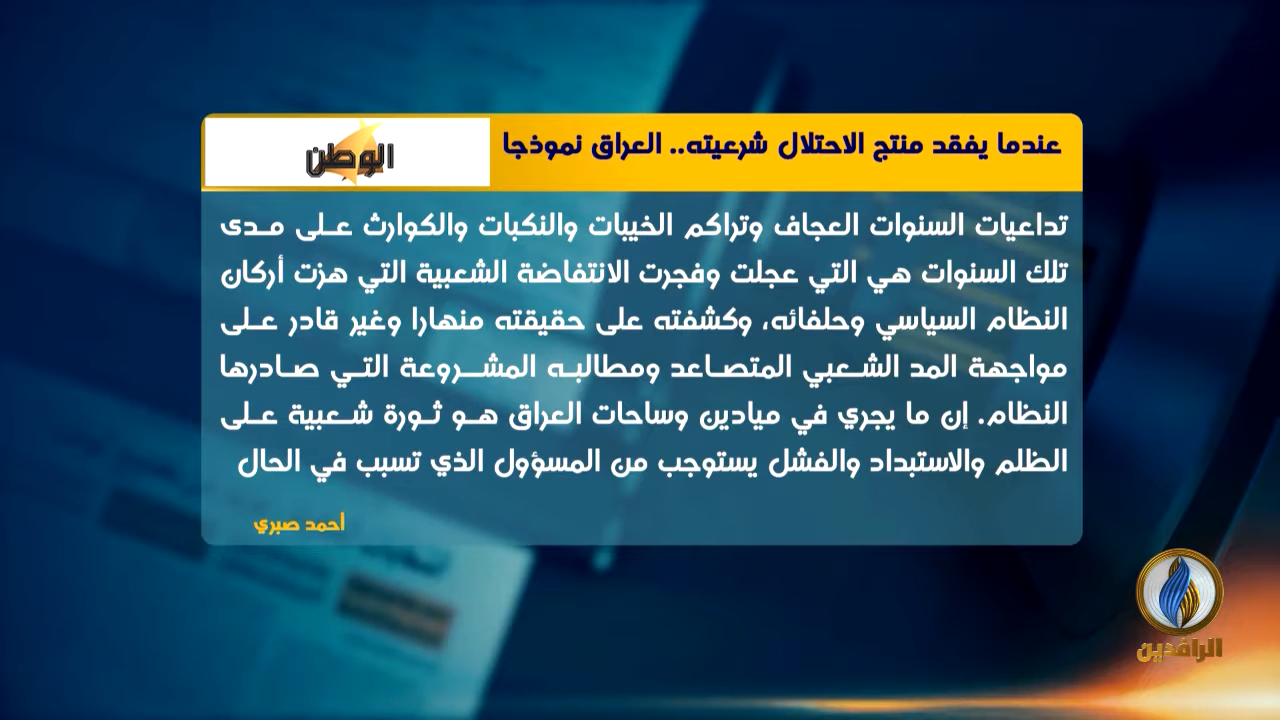 عندما يفقد منتج الاحتلال شرعيته.. العراق نموذجا
الوطن
تداعيات السنوات العجاف وتراكم الخيبات والنكبات والكوارث على مدى
تلك السنوات هي التي عجلت وفجرت الانتفاضة الشعبية التي هزت أركان
النظام السياسي وحلفائه، وكشفته على حقيقته منهارا وغير قادر على
مواجهة المد الشعبي المتصاعد ومطالبه المشروعة التي صادرها
النظام. إن ما يجري في ميادين وساحات العراق هو ثورة شعبية على
الظلم والاستبداد والفشل يستوجب من المسؤول الذي تسبب في الحال
أحمد صبري
الرافدين